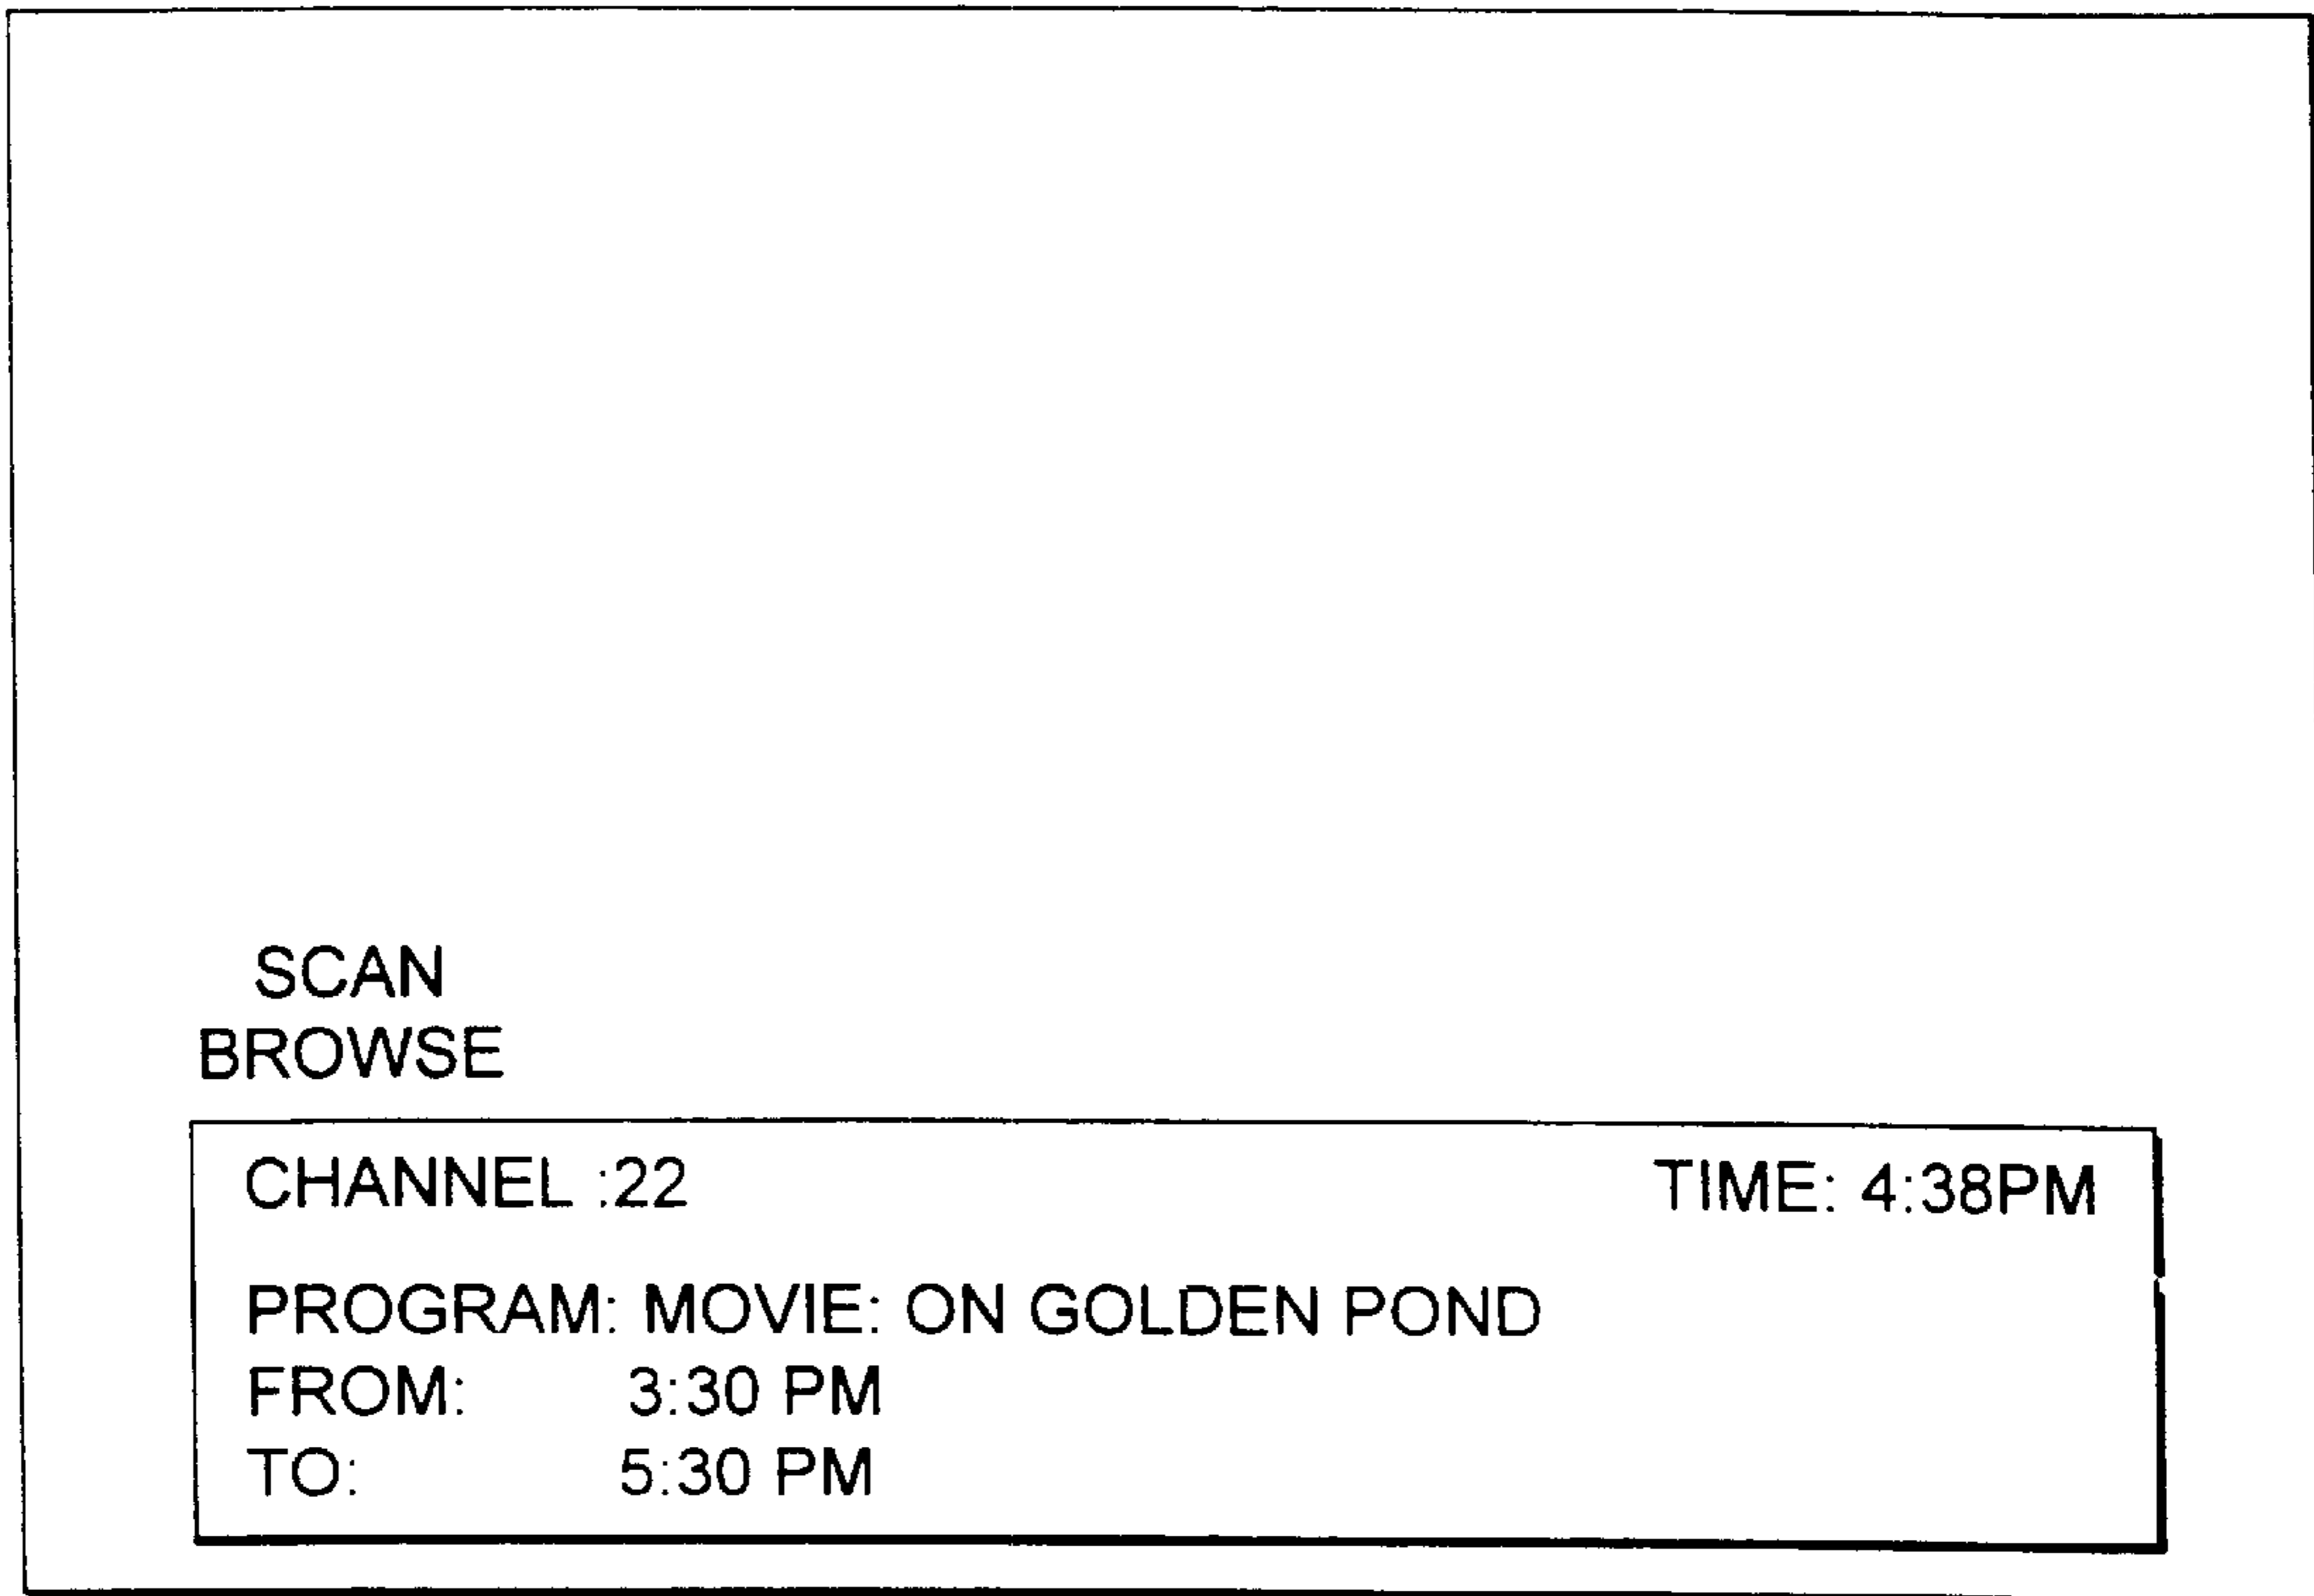 SCAN
BROWSE
CHANNEL :22 TIME: 4:38PM
PROGRAM: MOVIE: ON GOLDEN POND
FROM: 3:30 PM
TO: 5:30 PM